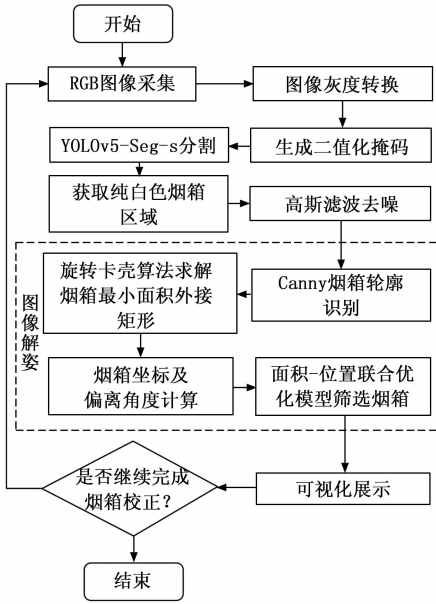 开始
RGB图像采集
图像灰度转换
YOLOv5-Seg-s分割
生成二值化掩码
获取纯白色烟箱
区域
高斯滤波去噪
图像解姿
旋转卡壳算法求解
烟箱最小面积外接
矩形
Canny烟箱轮廓
识别
烟箱坐标及
偏离角度计算
面积-位置联合优
化模型筛选烟箱
是否继续完成
烟箱校正?
可视化展示
结束